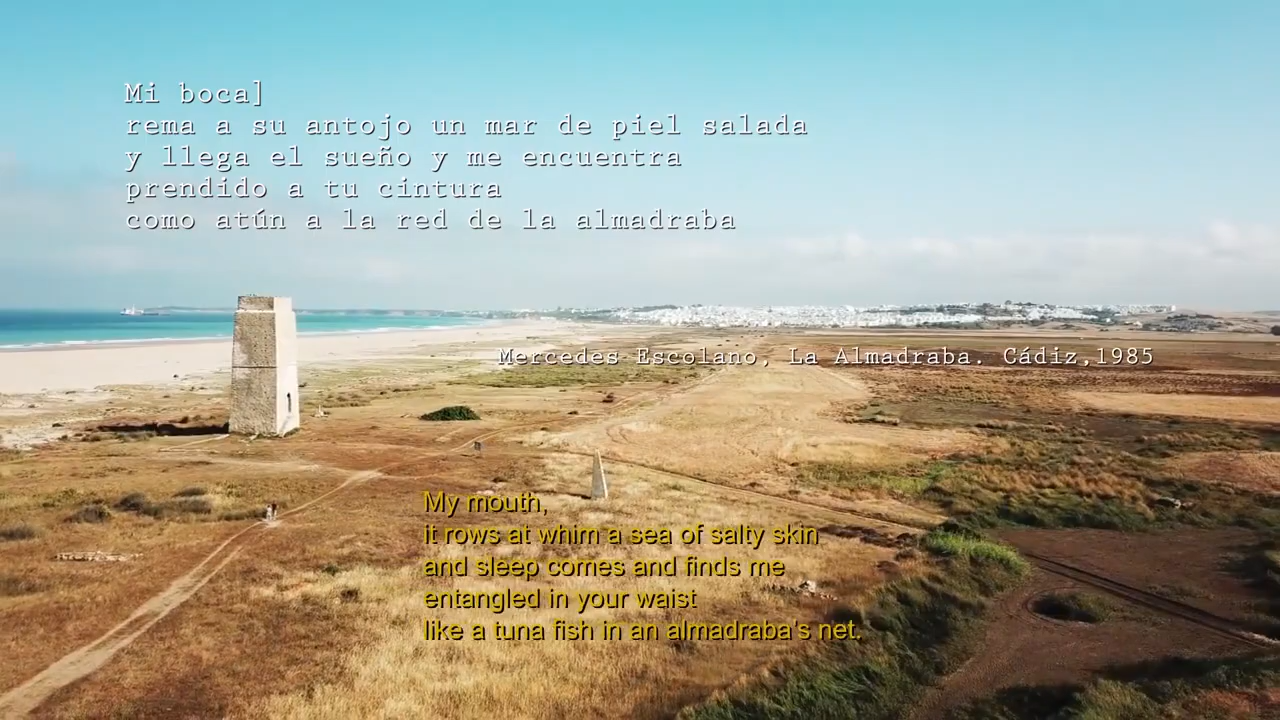 Mi boca]
rema a su antojo un mar de piel salada
y llega el sueño y me encuentra
prendido a tu cintura
como atún a la red de la almadraba
Mercedes Escolano, La Almadraba. Cádiz,1985
My mouth,
it rows at whim a sea of salty skin
and sleep comes and finds me
entangled in your waist
like a tuna fish in an almadraba's net.